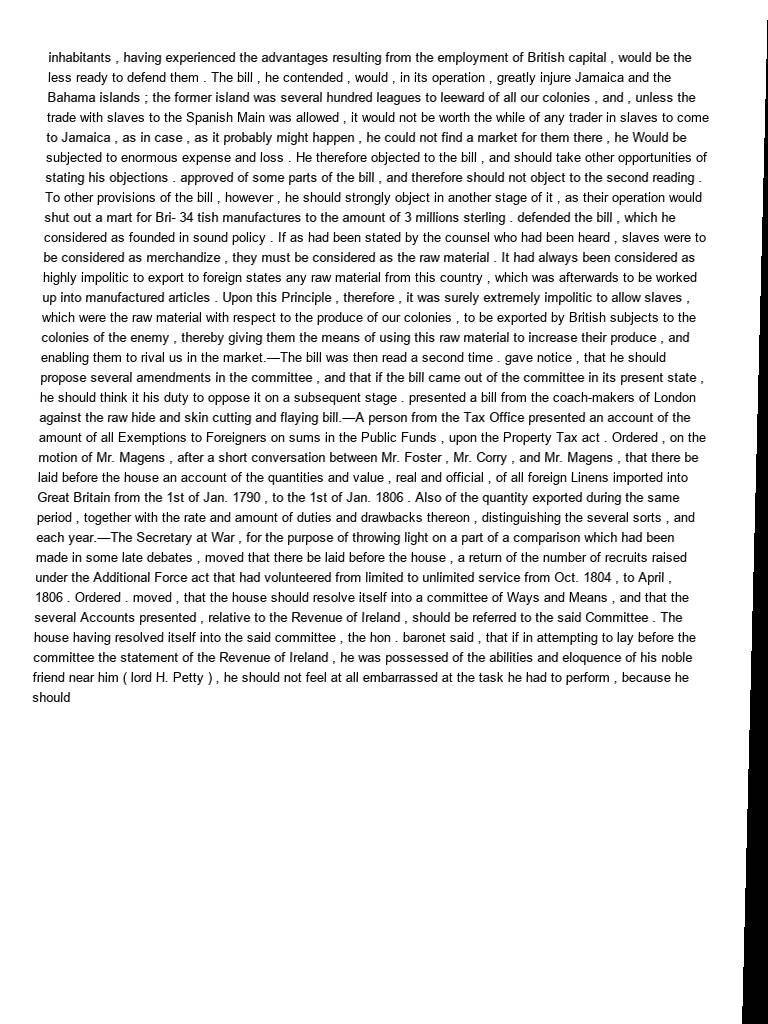 inhabitants , having experienced the advantages resulting from the employment of British capital , would be the
less ready to defend them . The bill , he contended , would , in its operation , greatly injure Jamaica and the
Bahama islands ; the former island was several hundred leagues to leeward of all our colonies , and , unless the
trade with slaves to the Spanish Main was allowed , it would not be worth the while of any trader in slaves to come
to Jamaica , as in case , as it probably might happen , he could not find a market for them there , he Would be
subjected to enormous expense and loss . He therefore objected to the bill , and should take other opportunities of
stating his objections . approved of some parts of the bill , and therefore should not object to the second reading .
To other provisions of the bill , however , he should strongly object in another stage of it , as their operation would
shut out a mart for Bri- 34 tish manufactures to the amount of 3 millions sterling . defended the bill , which he
considered as founded in sound policy . If as had been stated by the counsel who had been heard , slaves were to
be considered as merchandize , they must be considered as the raw material . It had always been considered as
highly impolitic to export to foreign states any raw material from this country , which was afterwards to be worked
up into manufactured articles . Upon this Principle , therefore , it was surely extremely impolitic to allow slaves ,
which were the raw material with respect to the produce of our colonies , to be exported by British subjects to the
colonies of the enemy , thereby giving them the means of using this raw material to increase their produce , and
enabling them to rival us in the market.—The bill was then read a second time . gave notice , that he should
propose several amendments in the committee , and that if the bill came out of the committee in its present state ,
he should think it his duty to oppose it on a subsequent stage . presented a bill from the coach-makers of London
against the raw hide and skin cutting and flaying bill.—A person from the Tax Office presented an account of the
amount of all Exemptions to Foreigners on sums in the Public Funds , upon the Property Tax act . Ordered , on the
motion of Mr. Magens , after a short conversation between Mr. Foster , Mr. Corry , and Mr. Magens , that there be
laid before the house an account of the quantities and value , real and official , of all foreign Linens imported into
Great Britain from the 1st of Jan. 1790 , to the 1st of Jan. 1806 . Also of the quantity exported during the same
period , together with the rate and amount of duties and drawbacks thereon , distinguishing the several sorts , and
each year.—The Secretary at War , for the purpose of throwing light on a part of a comparison which had been
made in some late debates , moved that there be laid before the house , a return of the number of recruits raised
under the Additional Force act that had volunteered from limited to unlimited service from Oct. 1804 , to April ,
1806 . Ordered . moved , that the house should resolve itself into a committee of Ways and Means , and that the
several Accounts presented , relative to the Revenue of Ireland , should be referred to the said Committee . The
house having resolved itself into the said committee , the hon . baronet said , that if in attempting to lay before the
committee the statement of the Revenue of Ireland , he was possessed of the abilities and eloquence of his noble
friend near him ( lord H. Petty ) , he should not feel at all embarrassed at the task he had to perform , because he
should